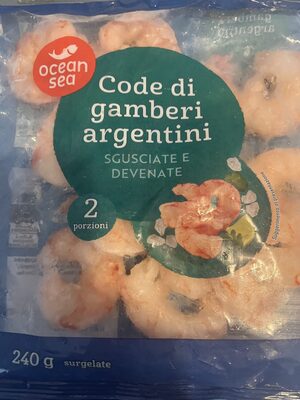 ocean
sea
Code di
gamberi
argentini
SGUSCIATE E
DEVENATE
2
porzioni
240 g surgelate